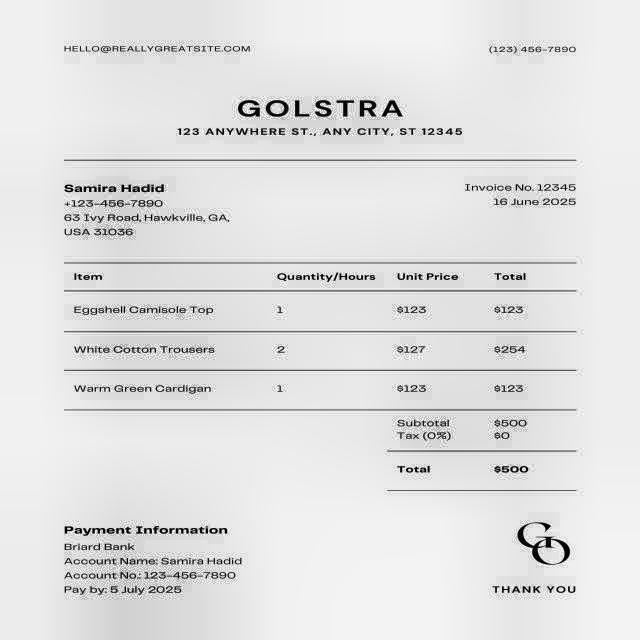 HELLO@REALLYGREATSITE.COM (123) 456-7890
GOLSTRA
123 ANYWHERE ST., ANY CITY, ST 12345
Samira Hadid Invoice No. 12345
+123-456-7890 16 June 2025
63 Ivy Road, Hawkville, GA,
USA 31036
Item Quantity/Hours Unit Price Total
Eggshell Camisole Top 1 $123 $123
White Cotton Trousers 2 $127 $254
Warm Green Cardigan 1 $123 $123
Subtotal $500
Tax (0%) $0
Total $500
Payment Information
Briard Bank
Account Name: Samira Hadid
Account No.: 123-456-7890
Pay by: 5 July 2025
GO
THANK YOU